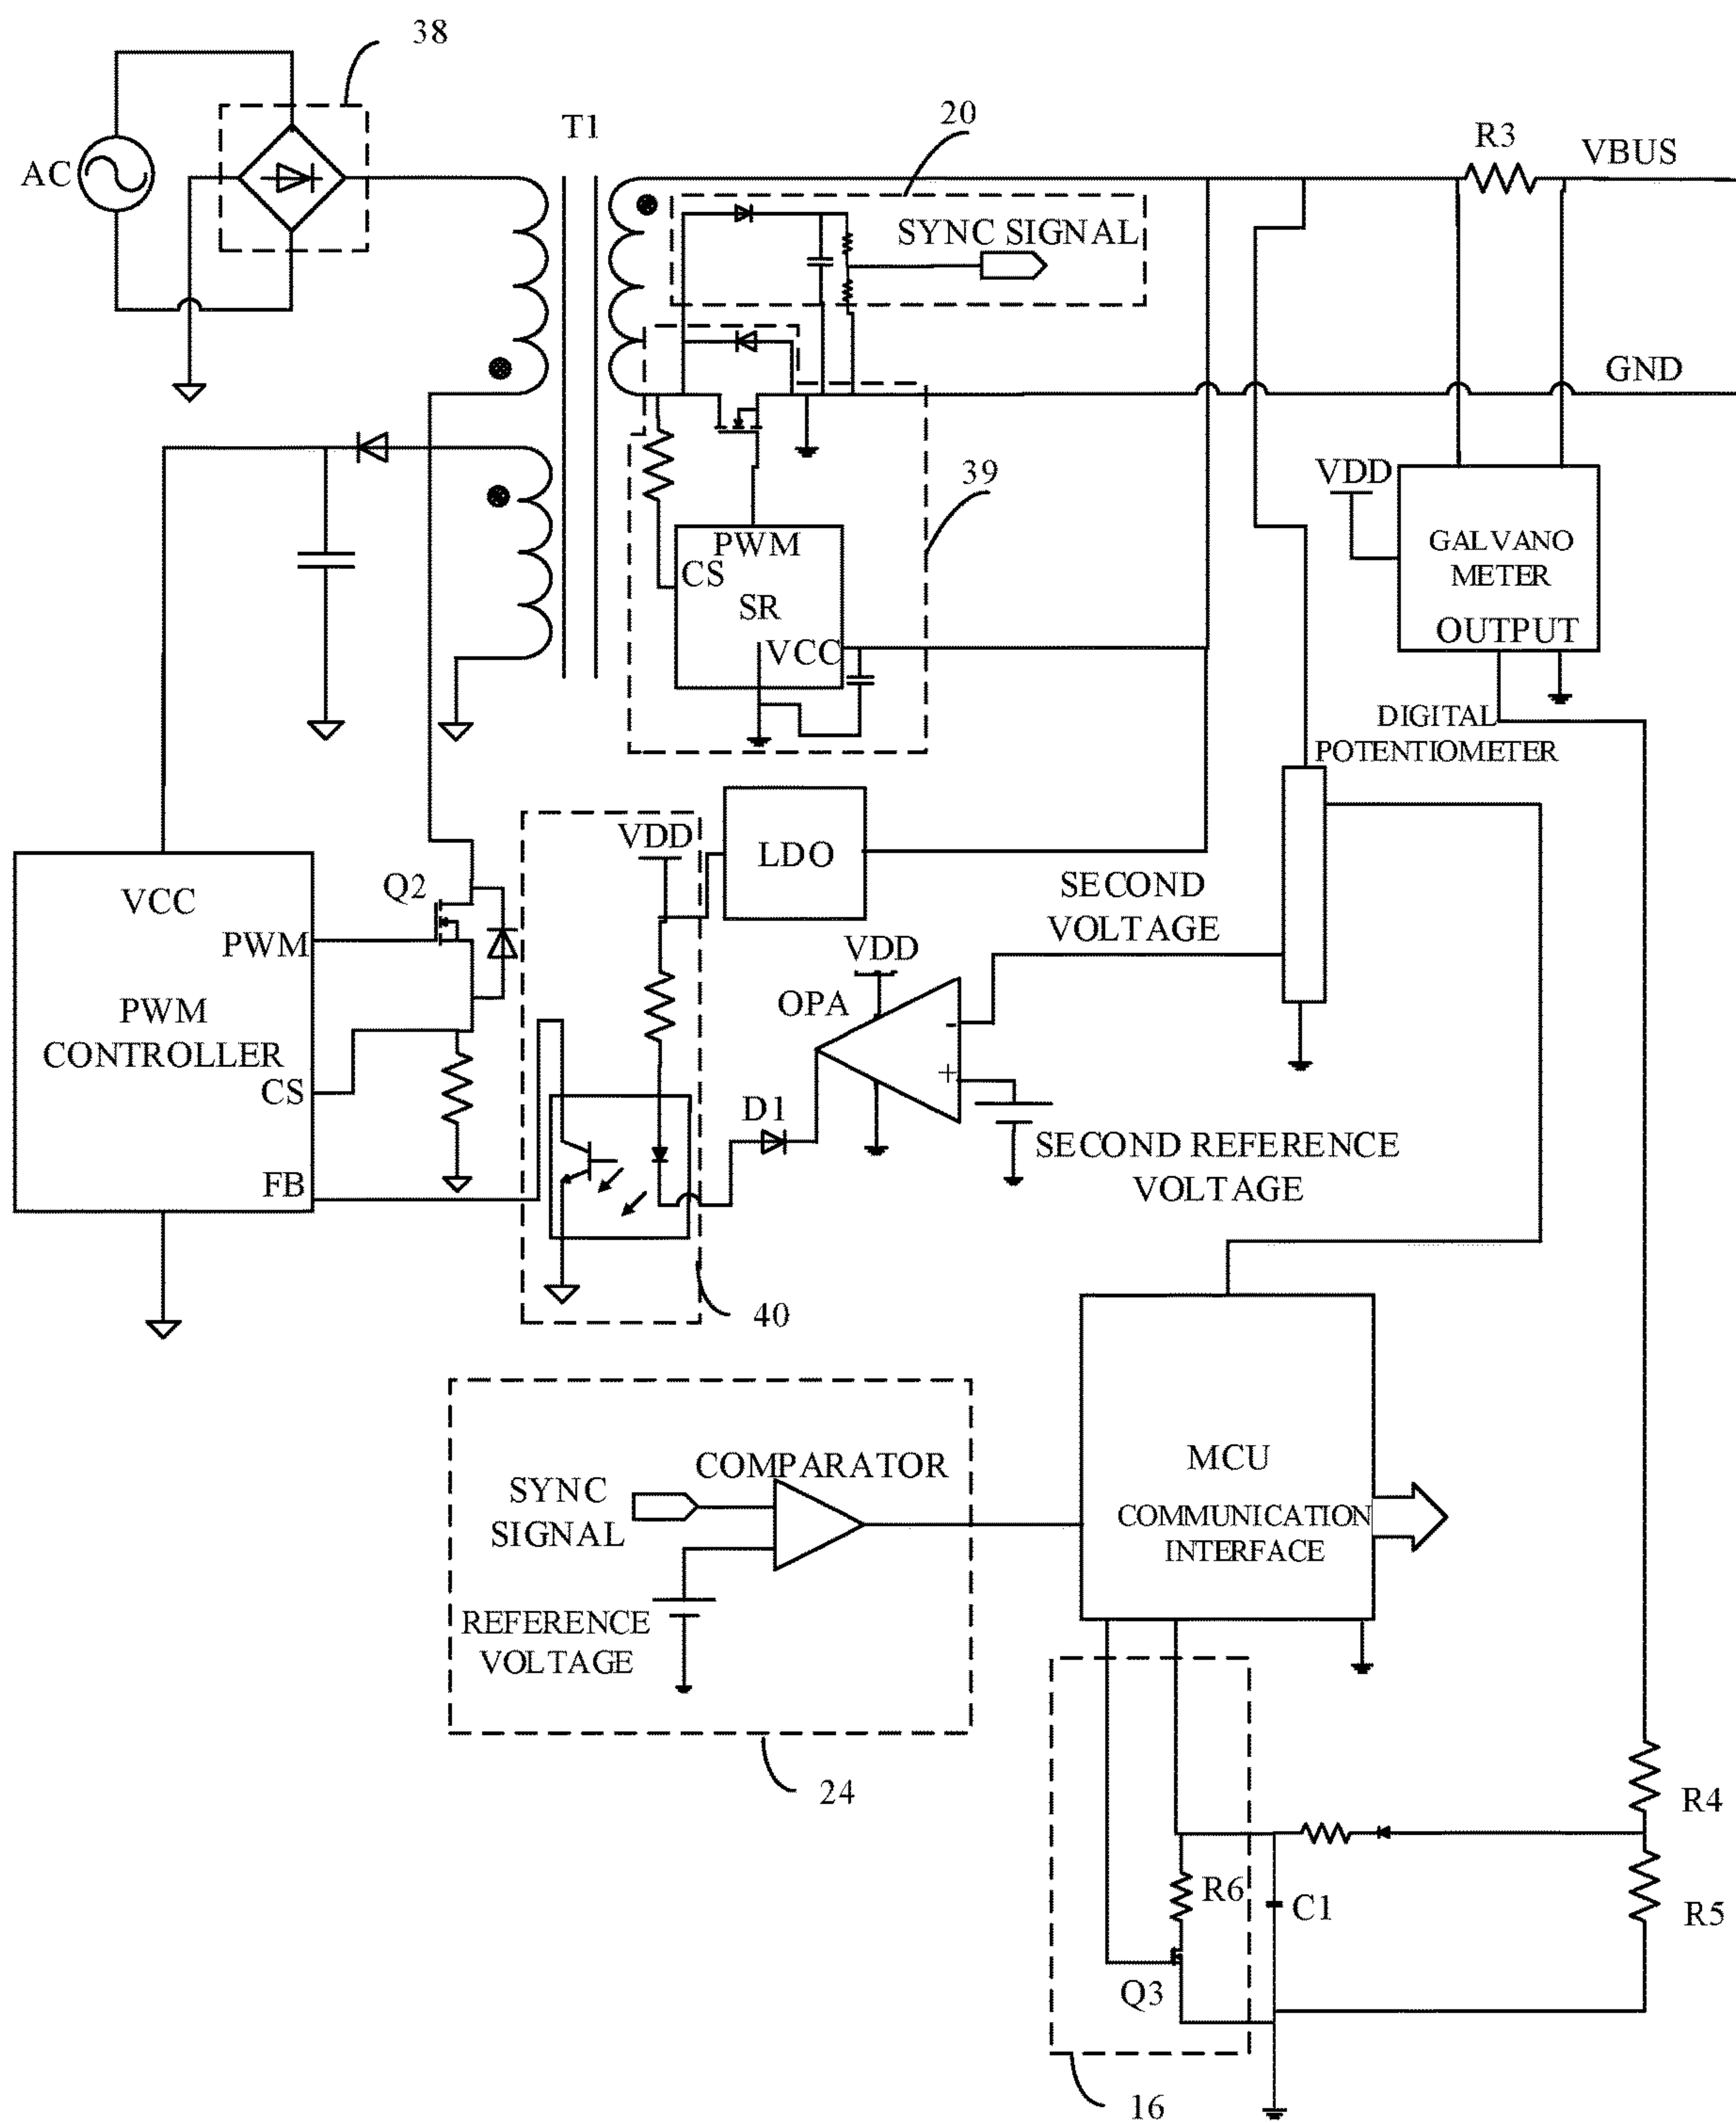 38
T1
20
R3
VBUS
AC
SYNC SIGNAL
GND
VDD
39
GALVANO
METER
OUTPUT
PWM
CS
SR
VCC
DIGITAL
POTENTIOMETER
VDD
LDO
SECOND
VOLTAGE
VCC
Q2
PWM
PWM
CONTROLLER
CS
FB
VDD
OPA
-
+
D1
SECOND REFERENCE
VOLTAGE
40
COMPARATOR
SYNC
SIGNAL
REFERENCE
VOLTAGE
24
MCU
COMMUNICATION
INTERFACE
R4
R6
C1
R5
Q3
16